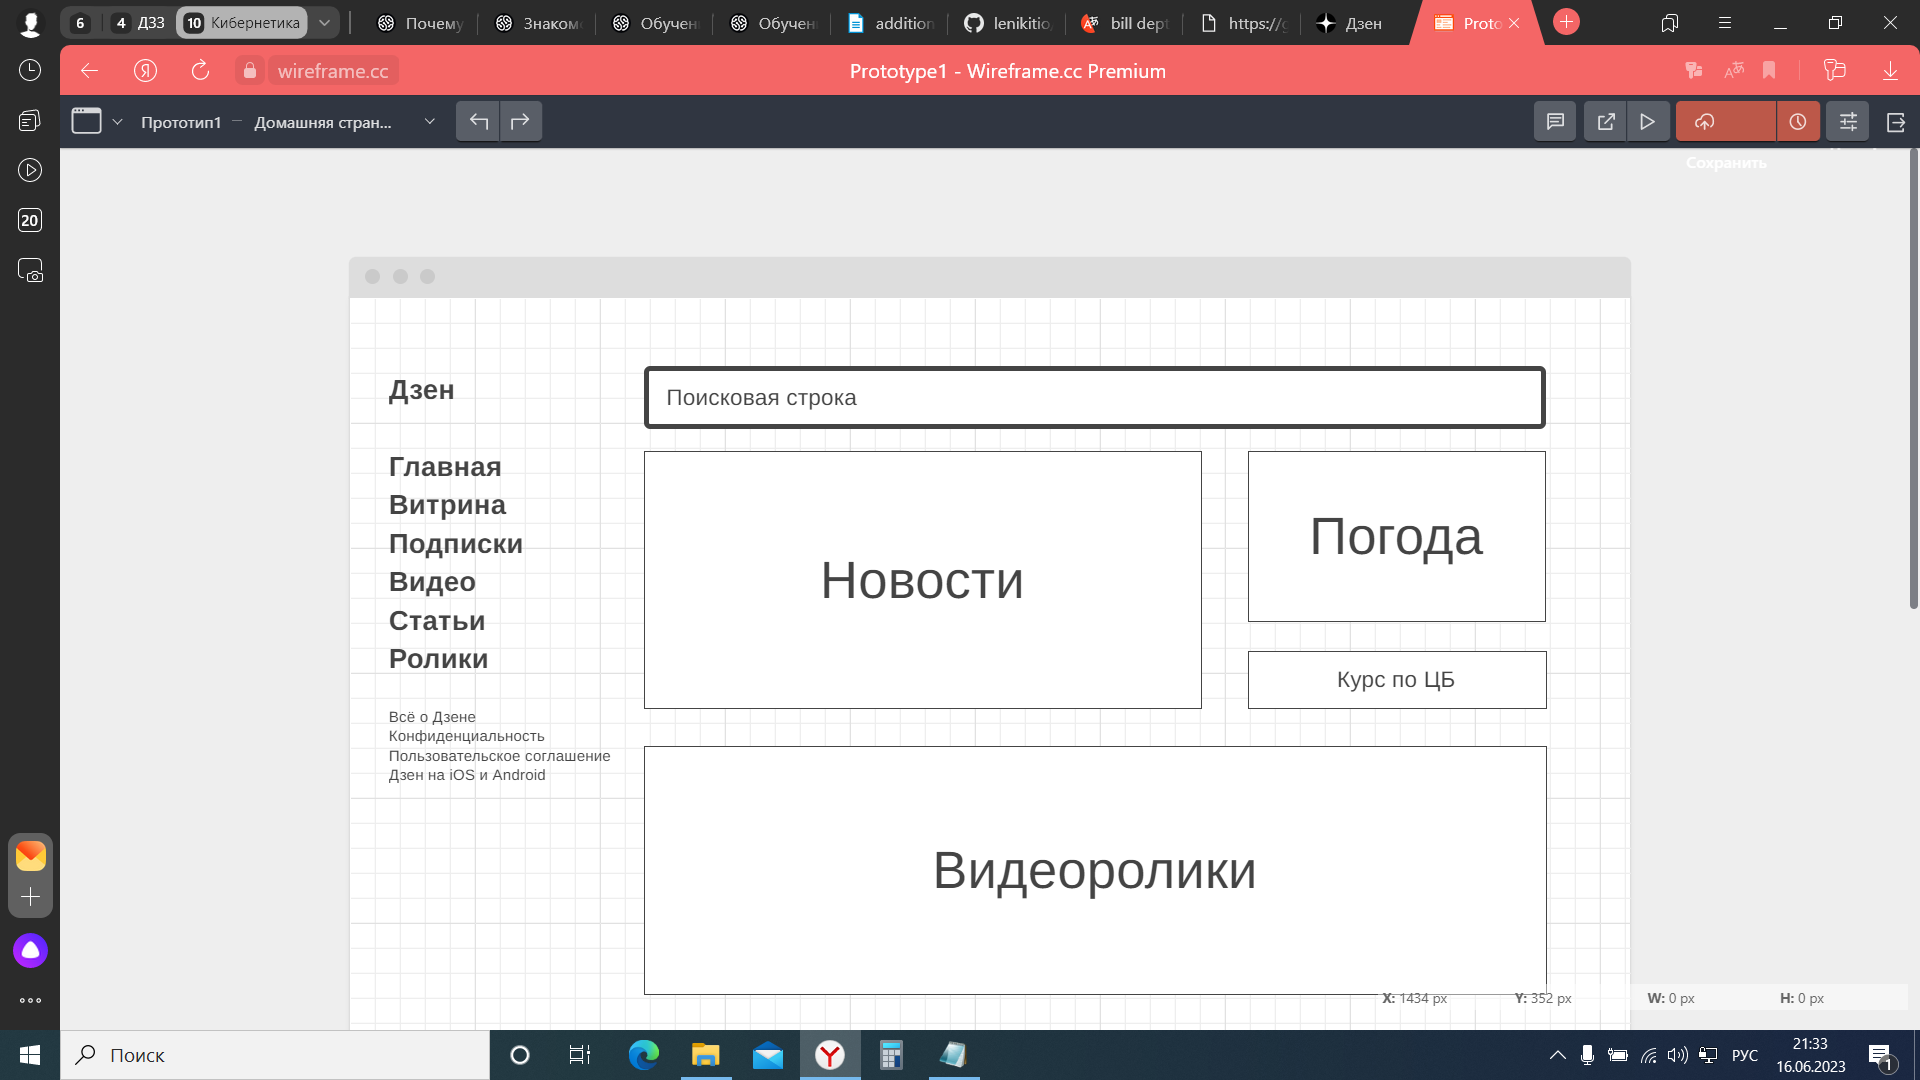 6
4 ДЗ3
10 Кибернетика
Почему
Знаком
Обучен
Обучен
addition
lenikitio
bill dept
https://g
Дзен
Proto
wireframe.cc
Prototype1 - Wireframe.cc Premium
Прототип1
Домашняя стран...
Сохранить
20
Дзен
Поисковая строка
Главная
Витрина
Подписки
Видео
Статьи
Ролики
Новости
Погода
Курс по ЦБ
Всё о Дзене
Конфиденциальность
Пользовательское соглашение
Дзен на iOS и Android
Видеоролики
X: 1434 px
Y: 352 px
W: 0 px
H: 0 px
Поиск
РУС
21:33
16.06.2023
1